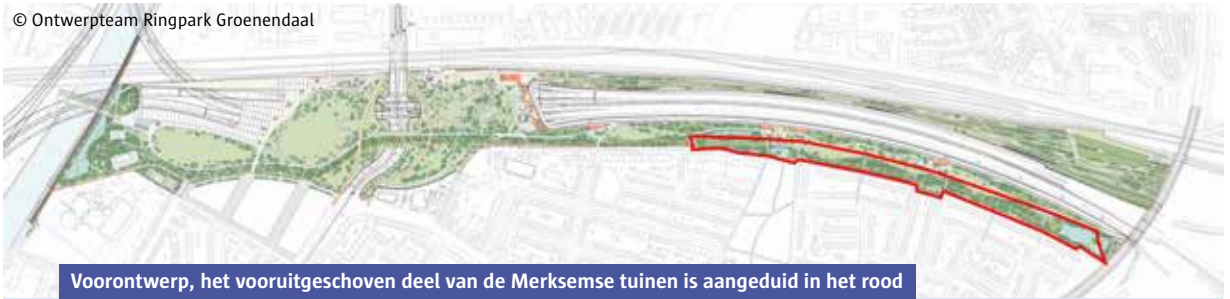 © Ontwerpteam Ringpark Groenendaal
Voorontwerp, het vooruitgeschoven deel van de Merksemse tuinen is aangeduid in het rood